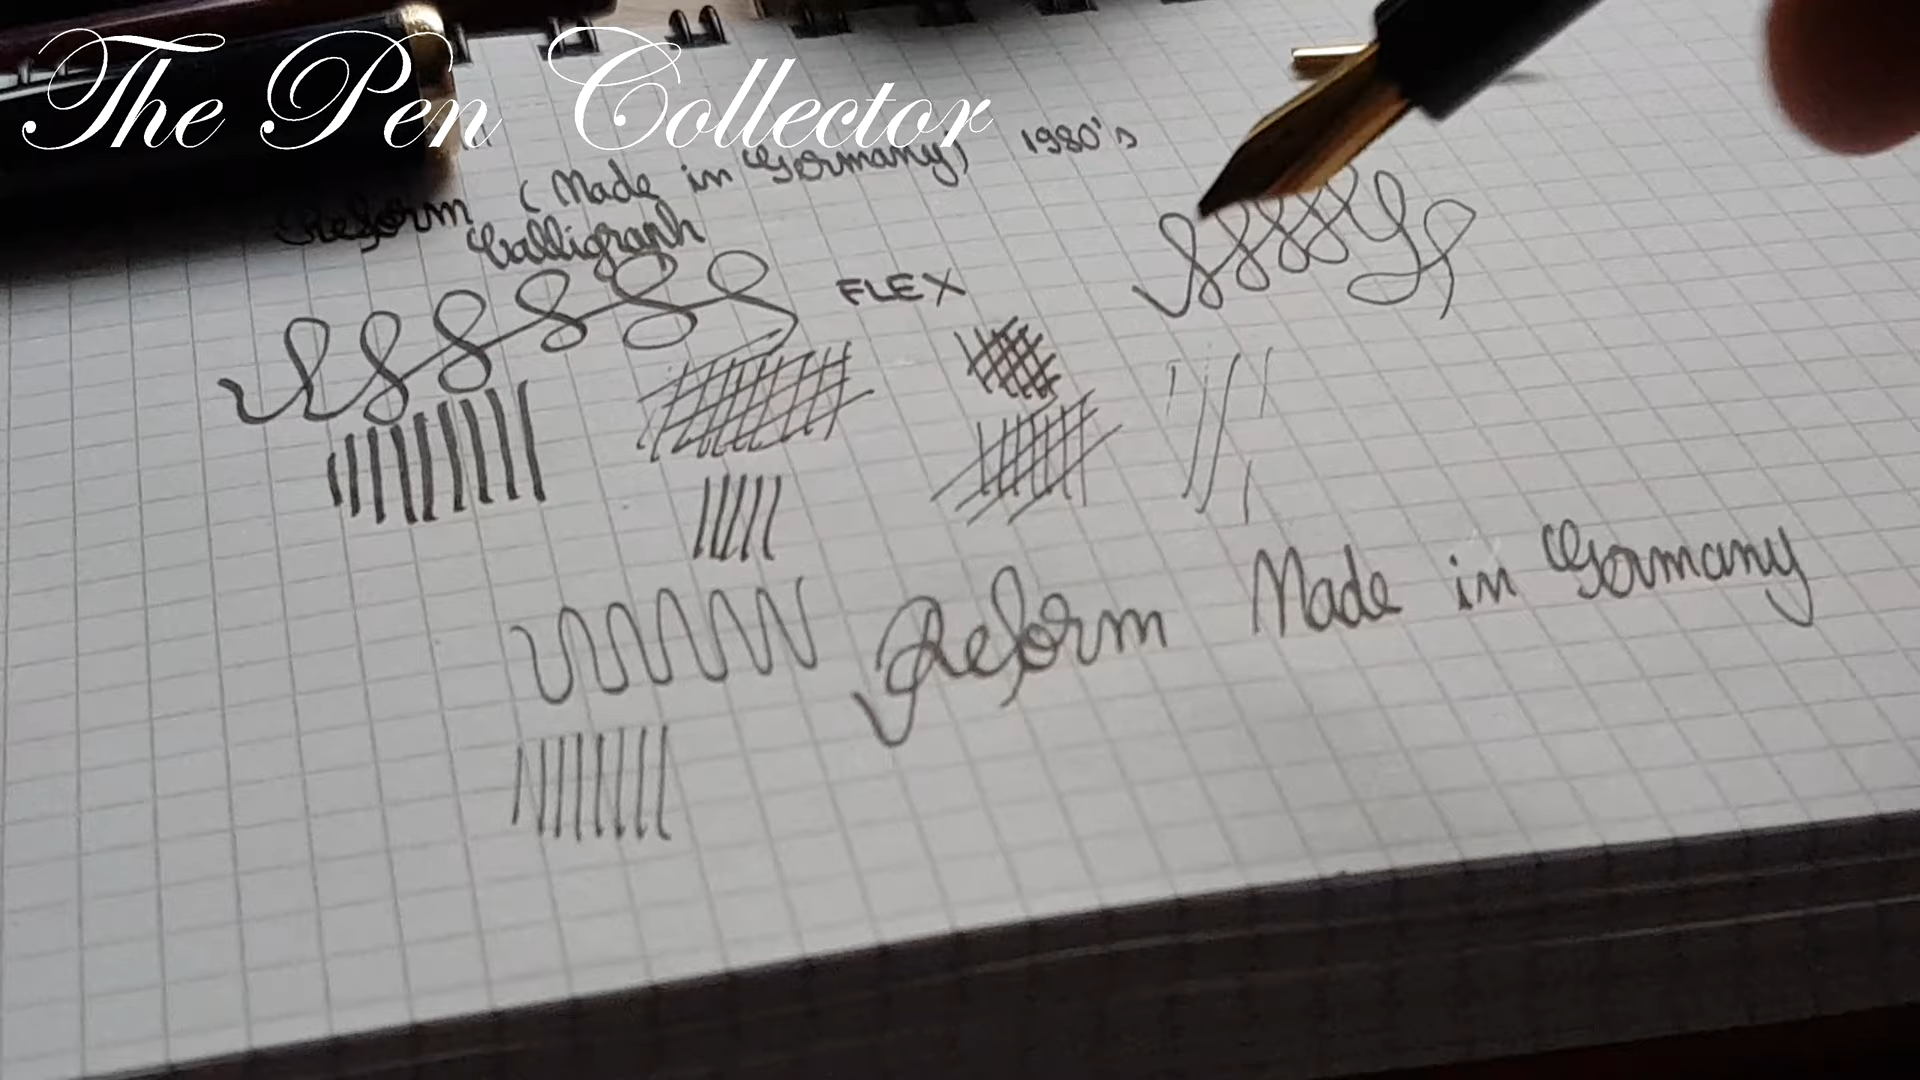 The Pen Collector
Reform (Made in Germany) 1980's
Calligraph
FLEX
Reform Made in Germany